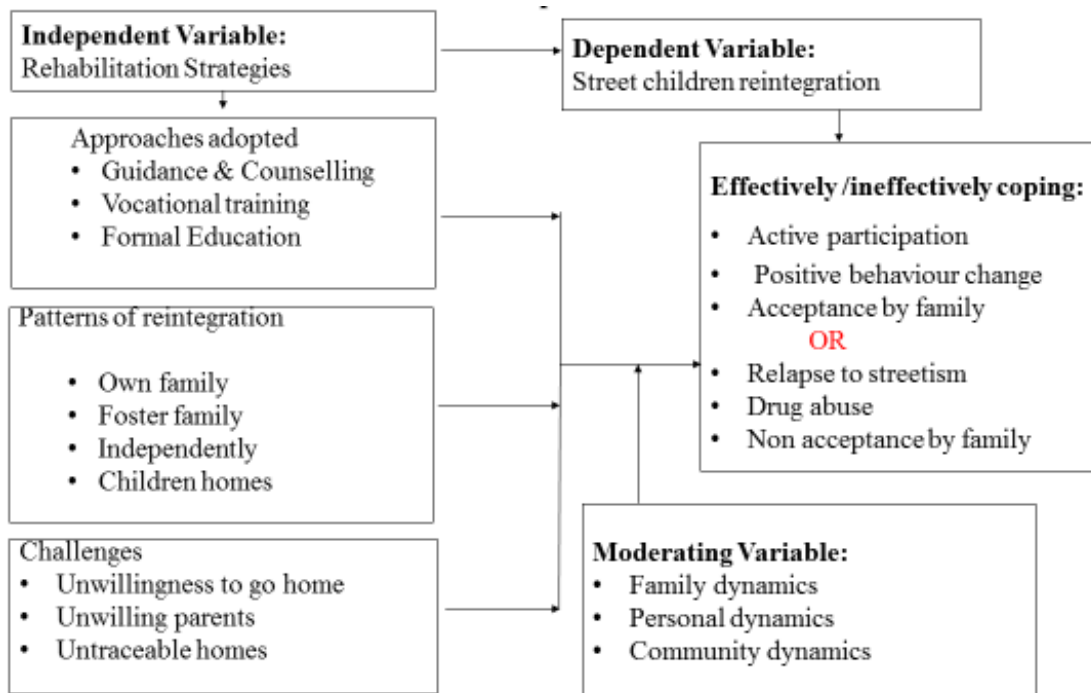 Independent Variable:
Rehabilitation Strategies
Dependent Variable:
Street children reintegration
Approaches adopted
• Guidance & Counselling
• Vocational training
• Formal Education
Effectively /ineffectively coping:
• Active participation
• Positive behaviour change
• Acceptance by family
OR
• Relapse to streetism
• Drug abuse
• Non acceptance by family
Patterns of reintegration
• Own family
• Foster family
• Independently
• Children homes
Challenges
• Unwillingness to go home
• Unwilling parents
• Untraceable homes
Moderating Variable:
• Family dynamics
• Personal dynamics
• Community dynamics